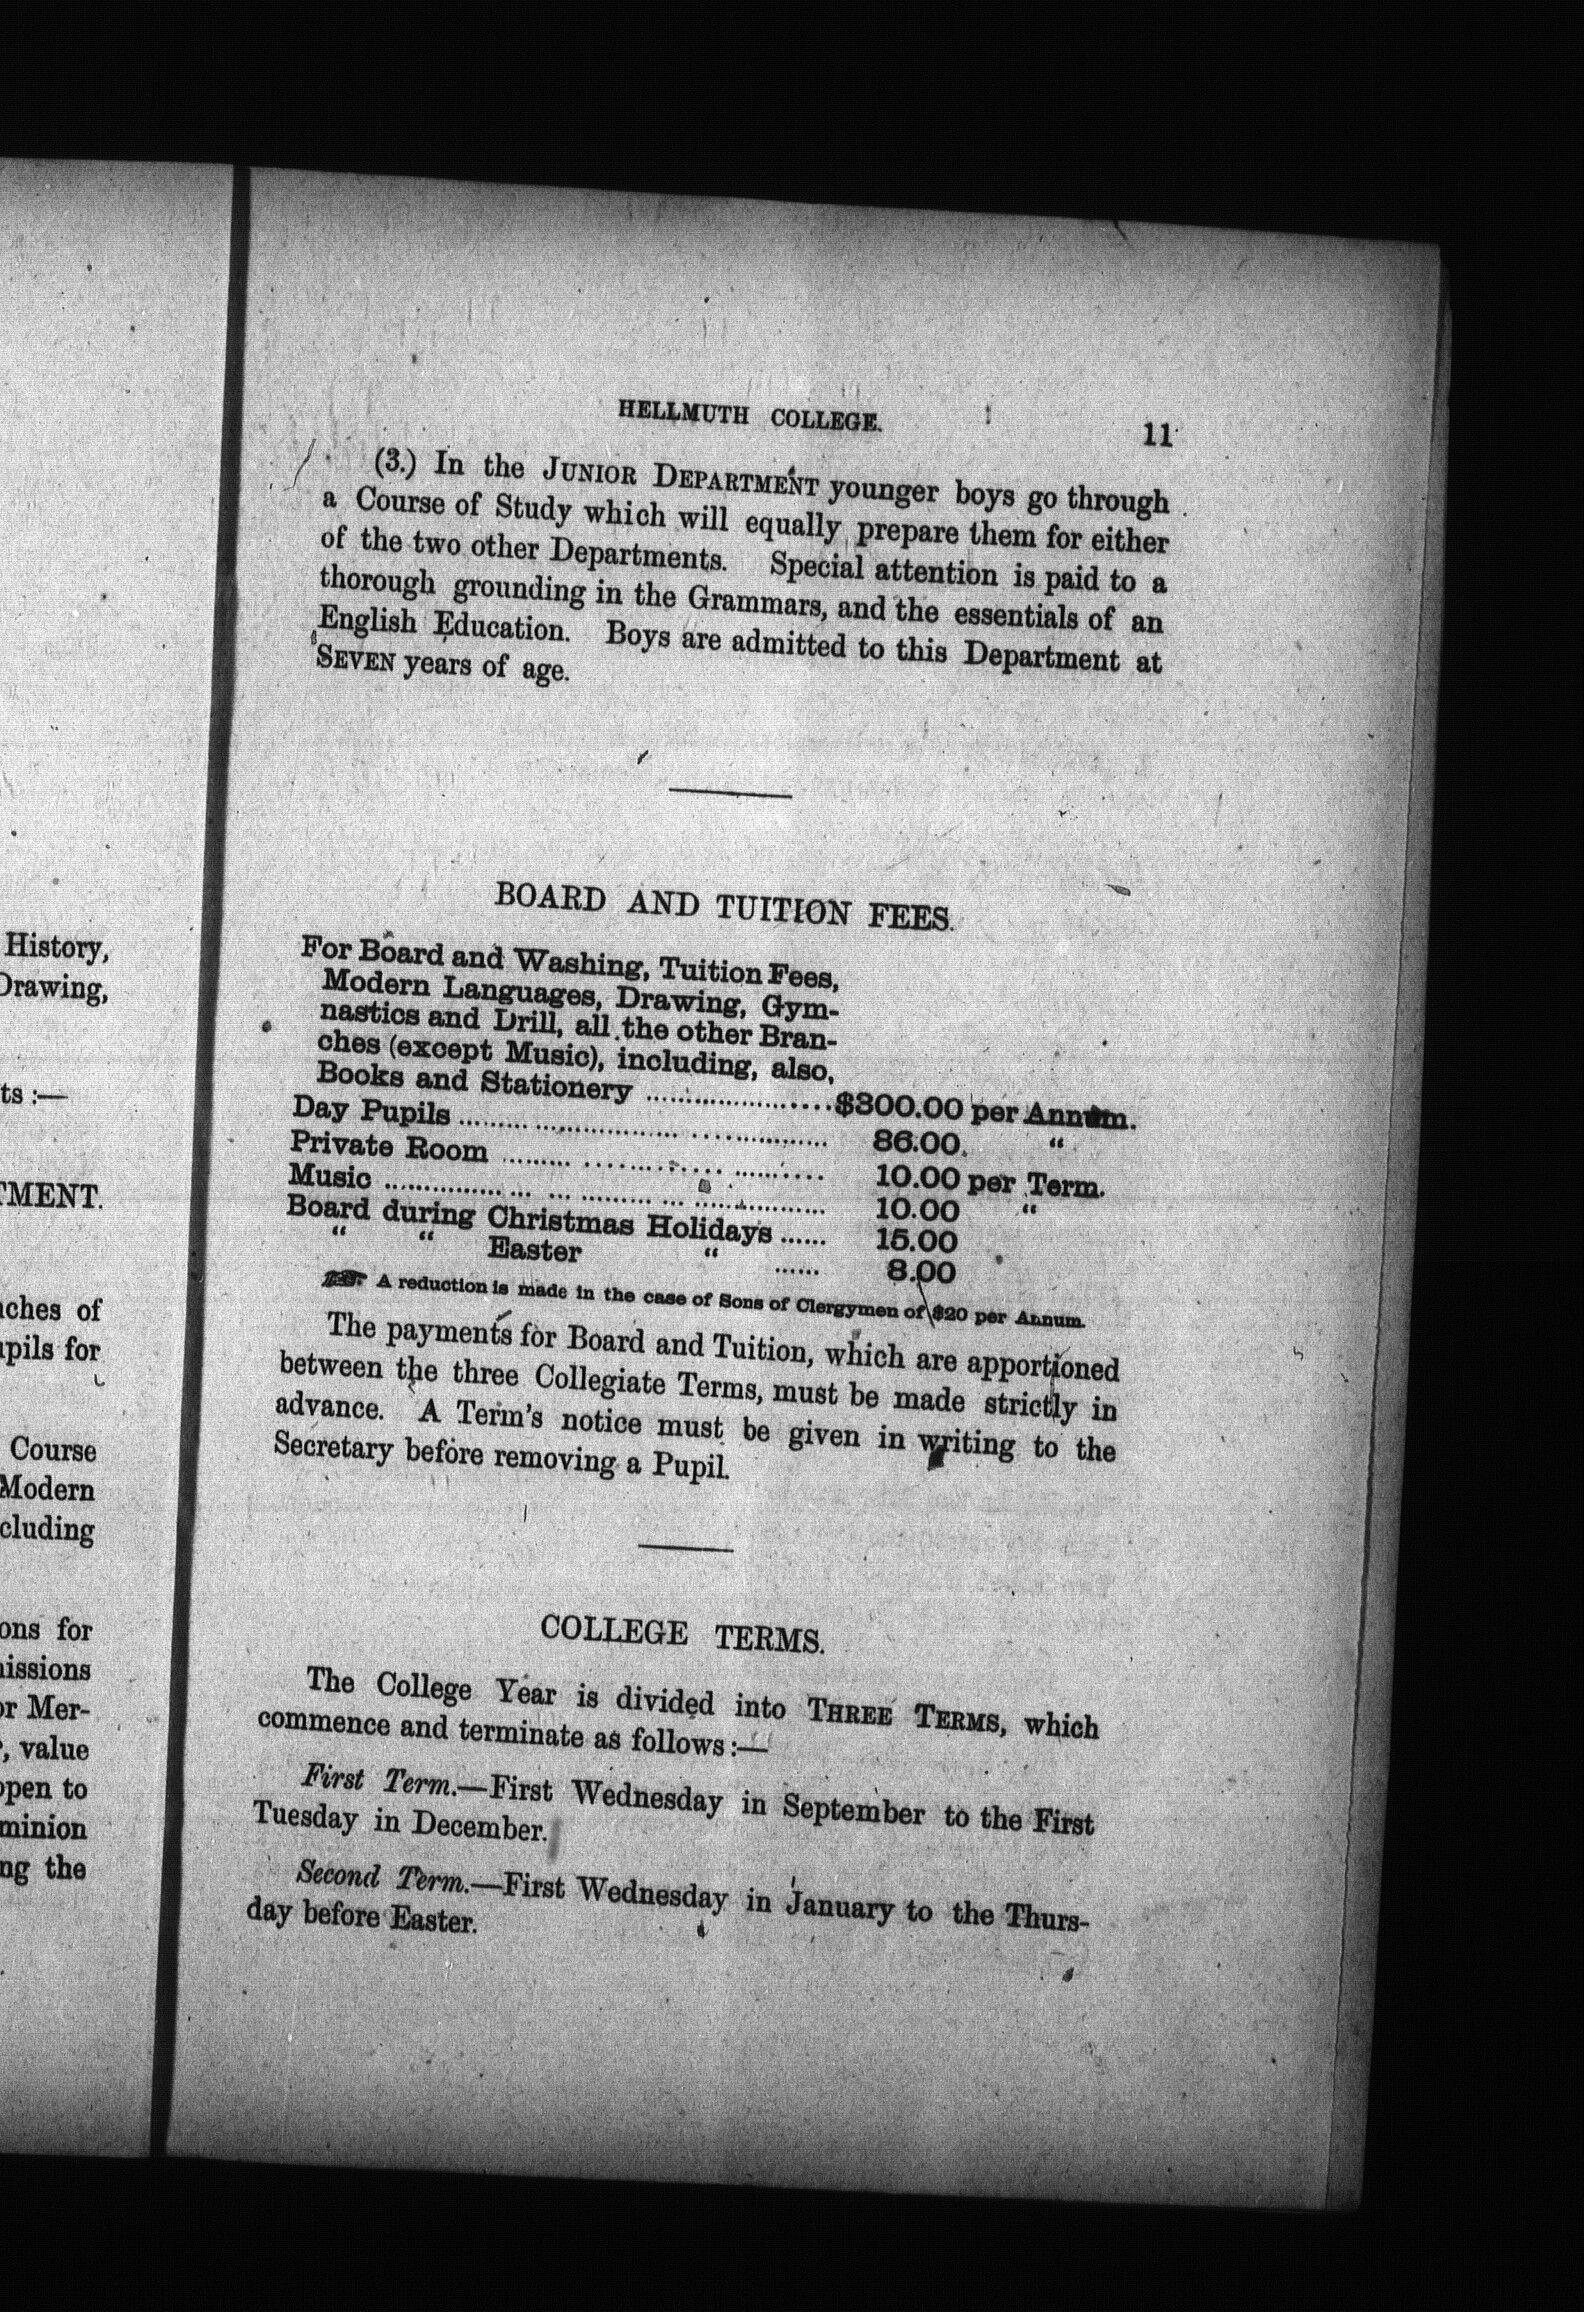 History,
Drawing,
ts :—
TMENT.
nches of
upils for
Course
Modern
cluding
ons for
missions
or Mer-
, value
open to
minion
ng the
HELLMUTH COLLEGE. 11
(3.) In the JUNIOR DEPARTMENT younger boys go through
a Course of Study which will equally prepare them for either
of the two other Departments. Special attention is paid to a
thorough grounding in the Grammars, and the essentials of an
English Education. Boys are admitted to this Department at
SEVEN years of age.
BOARD AND TUITION FEES.
For Board and Washing, Tuition Fees,
Modern Languages, Drawing, Gym-
nastics and Drill, all the other Bran-
ches (except Music), including, also,
Books and Stationery ..................... $300.00 per Annum.
Day Pupils ........................................ 86.00 “
Private Room .................................... 10.00 per Term.
Music ................................................ 10.00 “
Board during Christmas Holidays ...... 15.00
“ “ Easter “ ...... 8.00
A reduction is made in the case of Sons of Clergymen of $20 per Annum.
The payments for Board and Tuition, which are apportioned
between the three Collegiate Terms, must be made strictly in
advance. A Term's notice must be given in writing to the
Secretary before removing a Pupil.
COLLEGE TERMS.
The College Year is divided into THREE TERMS, which
commence and terminate as follows :—
First Term.—First Wednesday in September to the First
Tuesday in December.
Second Term.—First Wednesday in January to the Thurs-
day before Easter.